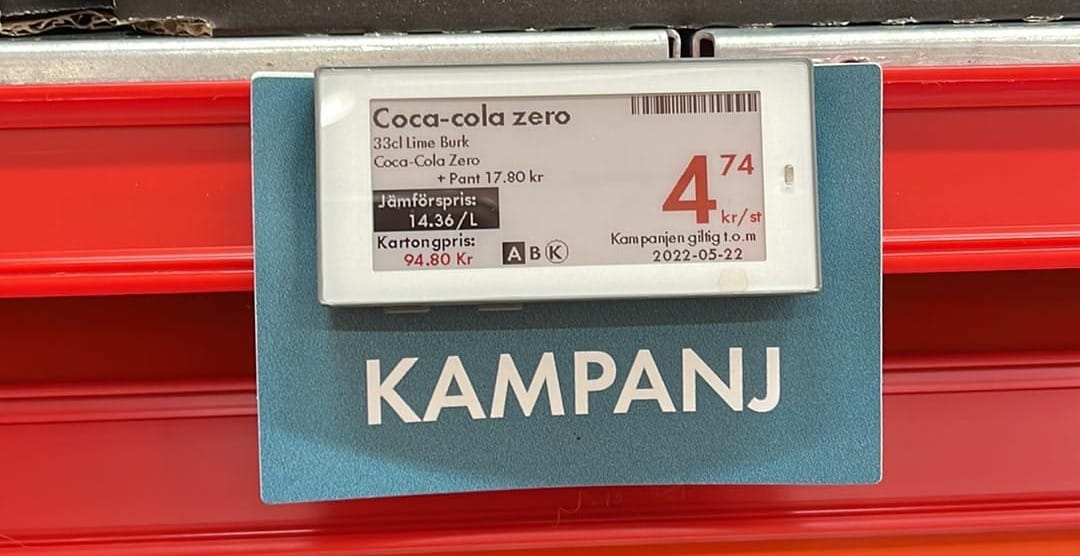 Coca-cola zero
33cl Lime Burk
Coca-Cola Zero
+ Pant 17.80 kr
Jämförspris:
14.36/L
Kartongpris:
94.80 Kr
A B K
4 74
kr/st
Kampanjen giltig t.o.m
2022-05-22
KAMPANJ